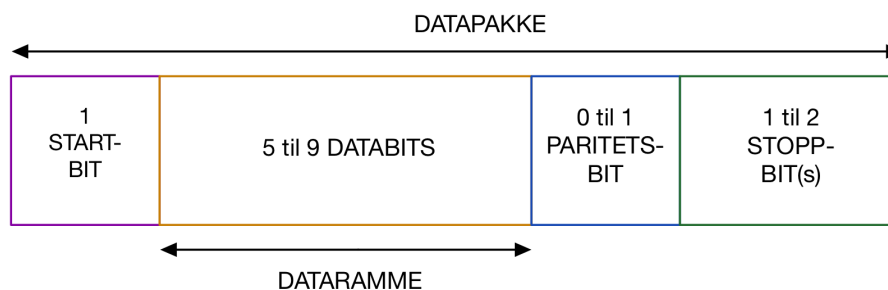 DATAPAKKE
1
START-
BIT
5 til 9 DATABITS
0 til 1
PARITETS-
BIT
1 til 2
STOPP-
BIT(s)
DATARAMME